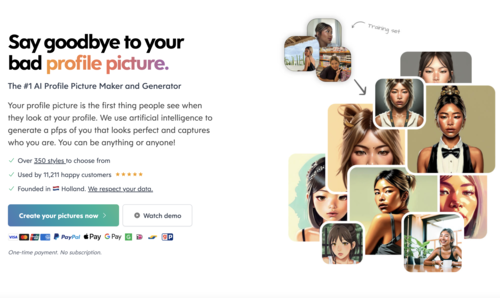 Say goodbye to your
bad profile picture.
The #1 AI Profile Picture Maker and Generator
Your profile picture is the first thing people see when
they look at your profile. We use artificial intelligence to
generate a pfps of you that looks perfect and captures
who you are. You can be anything or anyone!
Over 350 styles to choose from
Used by 11,211 happy customers
Founded in Holland. We respect your data.
Create your pictures now
Watch demo
VISA PayPal Pay G Pay
One-time payment. No subscription.